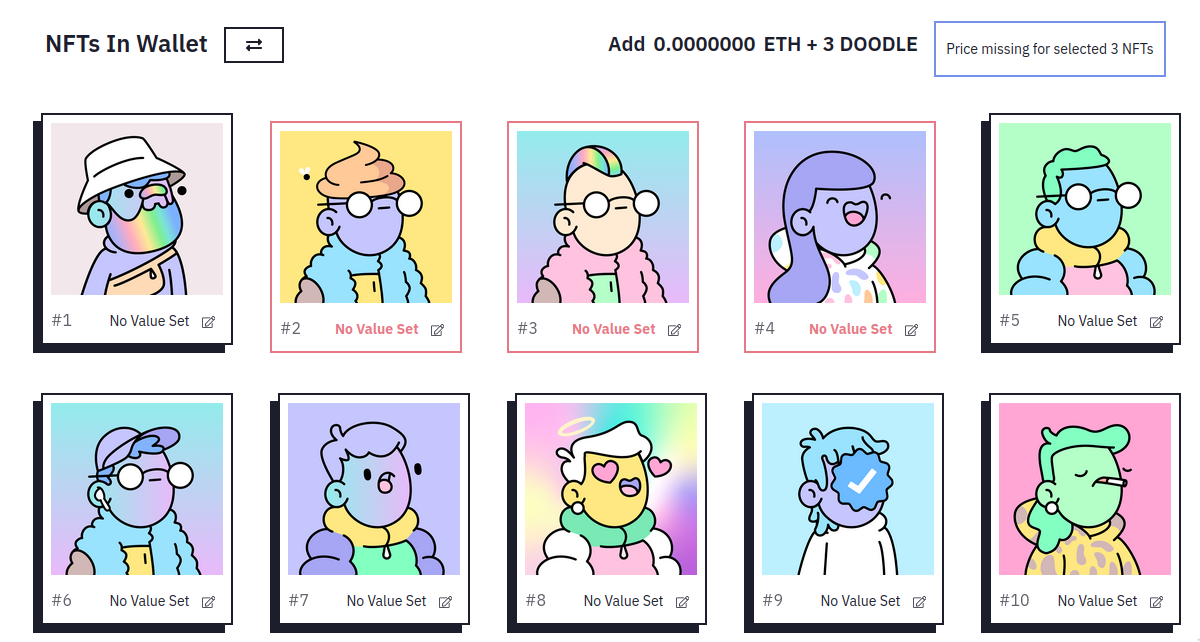 NFTs In Wallet
Add 0.0000000 ETH + 3 DOODLE
Price missing for selected 3 NFTs
#1 No Value Set
#2 No Value Set
#3 No Value Set
#4 No Value Set
#5 No Value Set
#6 No Value Set
#7 No Value Set
#8 No Value Set
#9 No Value Set
#10 No Value Set